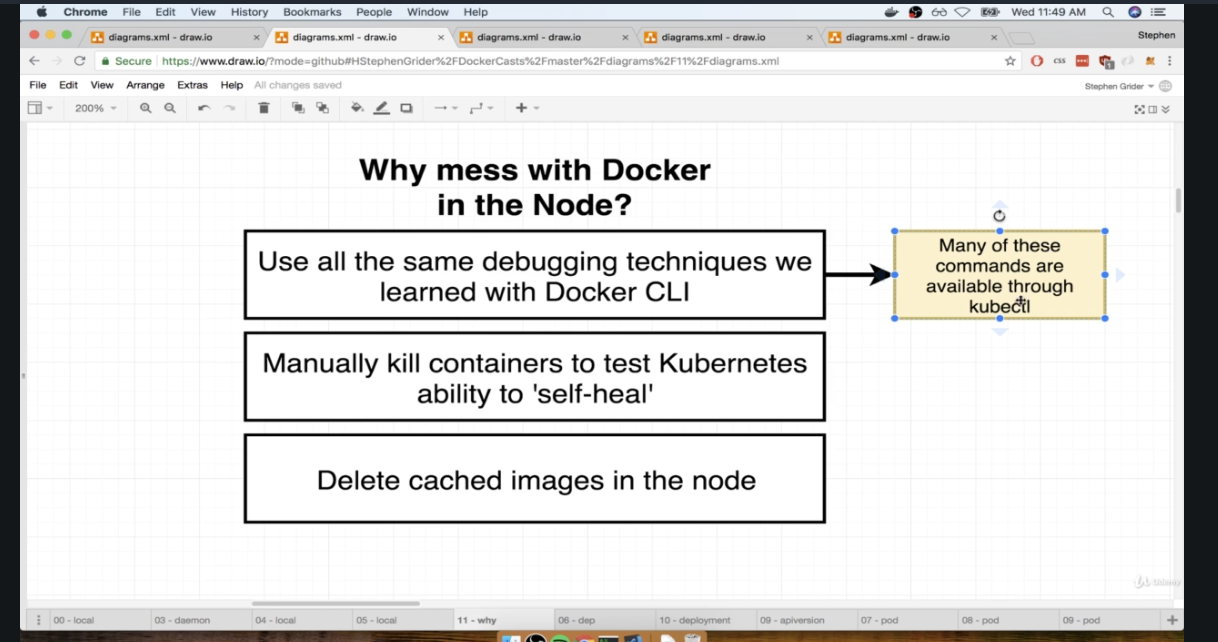 Chrome File Edit View History Bookmarks People Window Help Wed 11:49 AM
diagrams.xml - draw.io diagrams.xml - draw.io diagrams.xml - draw.io diagrams.xml - draw.io diagrams.xml - draw.io Stephen
Secure https://www.draw.io/?mode=github#HStephenGrider%2FDockerCasts%2Fmaster%2Fdiagrams%2F11%2Fdiagrams.xml CSS 1
File Edit View Arrange Extras Help All changes saved Stephen Grider
200%
Why mess with Docker
in the Node?
Use all the same debugging techniques we
learned with Docker CLI
Many of these
commands are
available through
kubectl
Manually kill containers to test Kubernetes
ability to 'self-heal'
Delete cached images in the node
Udemy
00 - local 03 - daemon 04 - local 05 - local 11 - why 06 - dep 10 - deployment 09 - apiversion 07 - pod 08 - pod 09 - pod